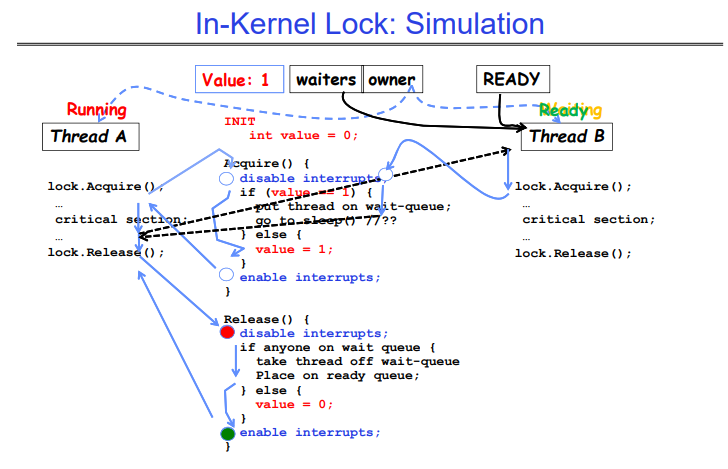 In-Kernel Lock: Simulation
Value: 1 waiters owner READY
Running
Ready
Waiting
Thread A
Thread B
INIT
int value = 0;
Acquire() {
disable interrupts;
if (value == 1) {
put thread on wait-queue;
go to sleep() //??
} else {
value = 1;
}
enable interrupts;
}
lock.Acquire();
…
critical section;
…
lock.Release();
lock.Acquire();
…
critical section;
…
lock.Release();
Release() {
disable interrupts;
if anyone on wait queue {
take thread off wait-queue
Place on ready queue;
} else {
value = 0;
}
enable interrupts;
}